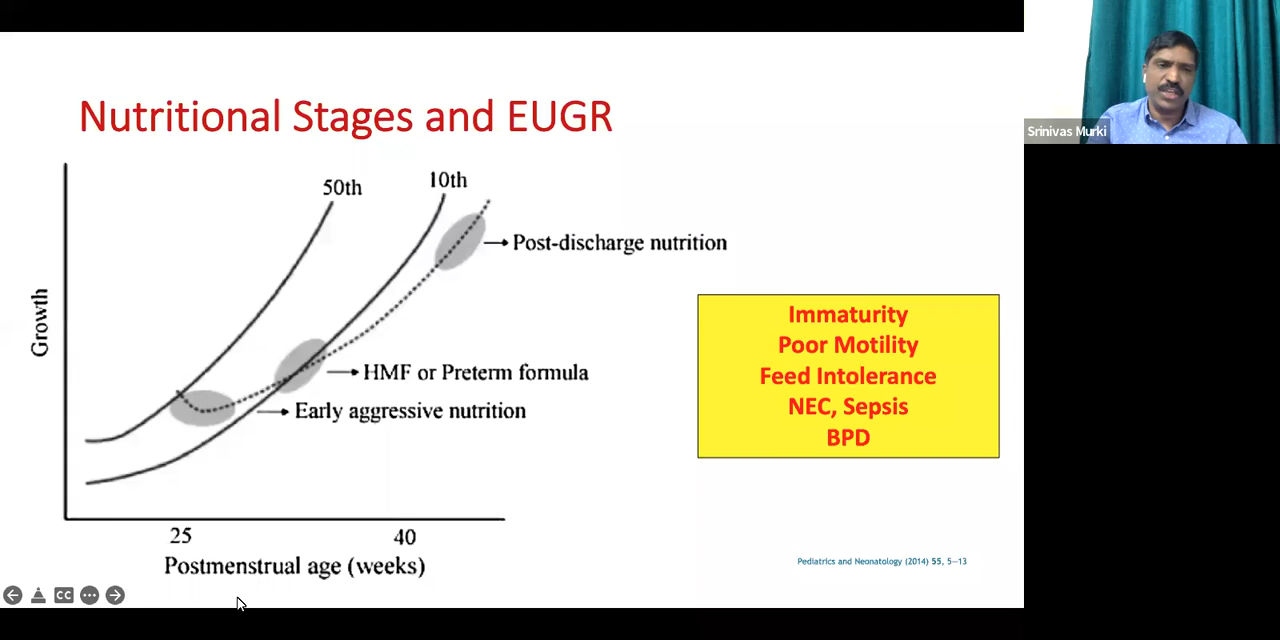 Nutritional Stages and EUGR
50th
10th
Post-discharge nutrition
HMF or Preterm formula
Early aggressive nutrition
Growth
25
40
Postmenstrual age (weeks)
Immaturity
Poor Motility
Feed Intolerance
NEC, Sepsis
BPD
Pediatrics and Neonatology (2014) 55, 5–13
CC
Srinivas Murki